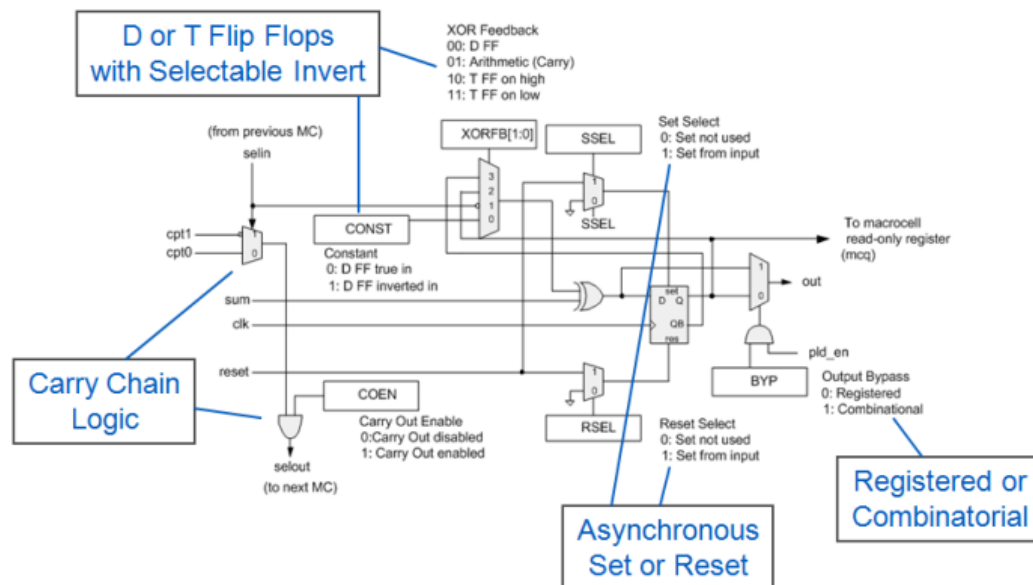 D or T Flip Flops
with Selectable Invert
XOR Feedback
00: D FF
01: Arithmetic (Carry)
10: T FF on high
11: T FF on low
(from previous MC)
selin
XORFB[1:0]
SSEL
Set Select
0: Set not used
1: Set from input
3
2
1
0
1
0
SSEL
CONST
Constant
0: D FF true in
1: D FF inverted in
cpt1
cpt0
1
0
To macrocell
read-only register
(mcq)
1
0
out
sum
clk
set
D Q
QB
res
pld_en
BYP
Output Bypass
0: Registered
1: Combinational
reset
1
0
RSEL
Reset Select
0: Set not used
1: Set from input
Carry Chain
Logic
COEN
Carry Out Enable
0:Carry Out disabled
1: Carry Out enabled
selout
(to next MC)
Asynchronous
Set or Reset
Registered or
Combinatorial